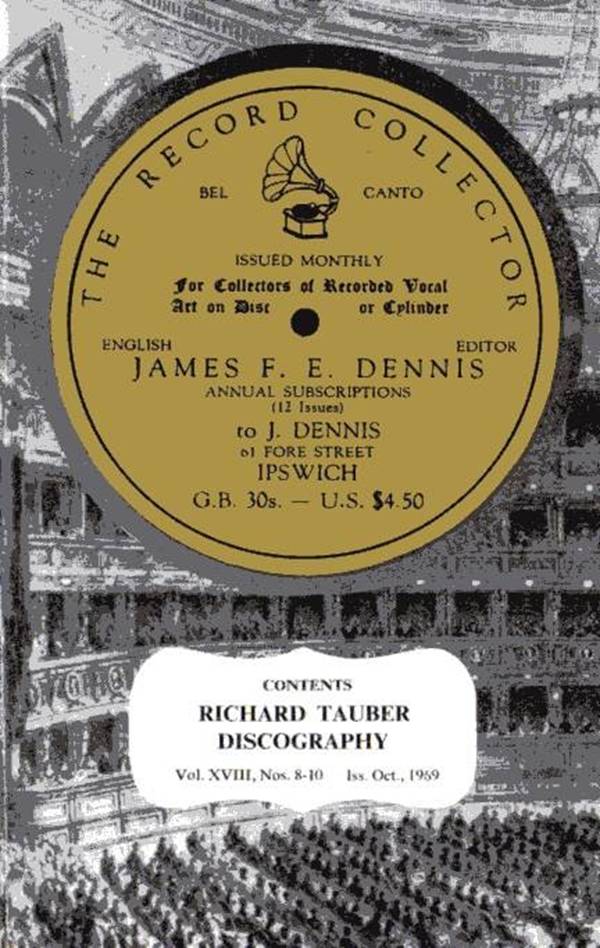 THE RECORD COLLECTOR
BEL CANTO
ISSUED MONTHLY
For Collectors of Recorded Vocal
Art on Disc or Cylinder
ENGLISH EDITOR
JAMES F. E. DENNIS
ANNUAL SUBSCRIPTIONS
(12 Issues)
to J. DENNIS
61 FORE STREET
IPSWICH
G.B. 30s. — U.S. $4.50
CONTENTS
RICHARD TAUBER
DISCOGRAPHY
Vol. XVIII, Nos. 8-10 Iss. Oct., 1969